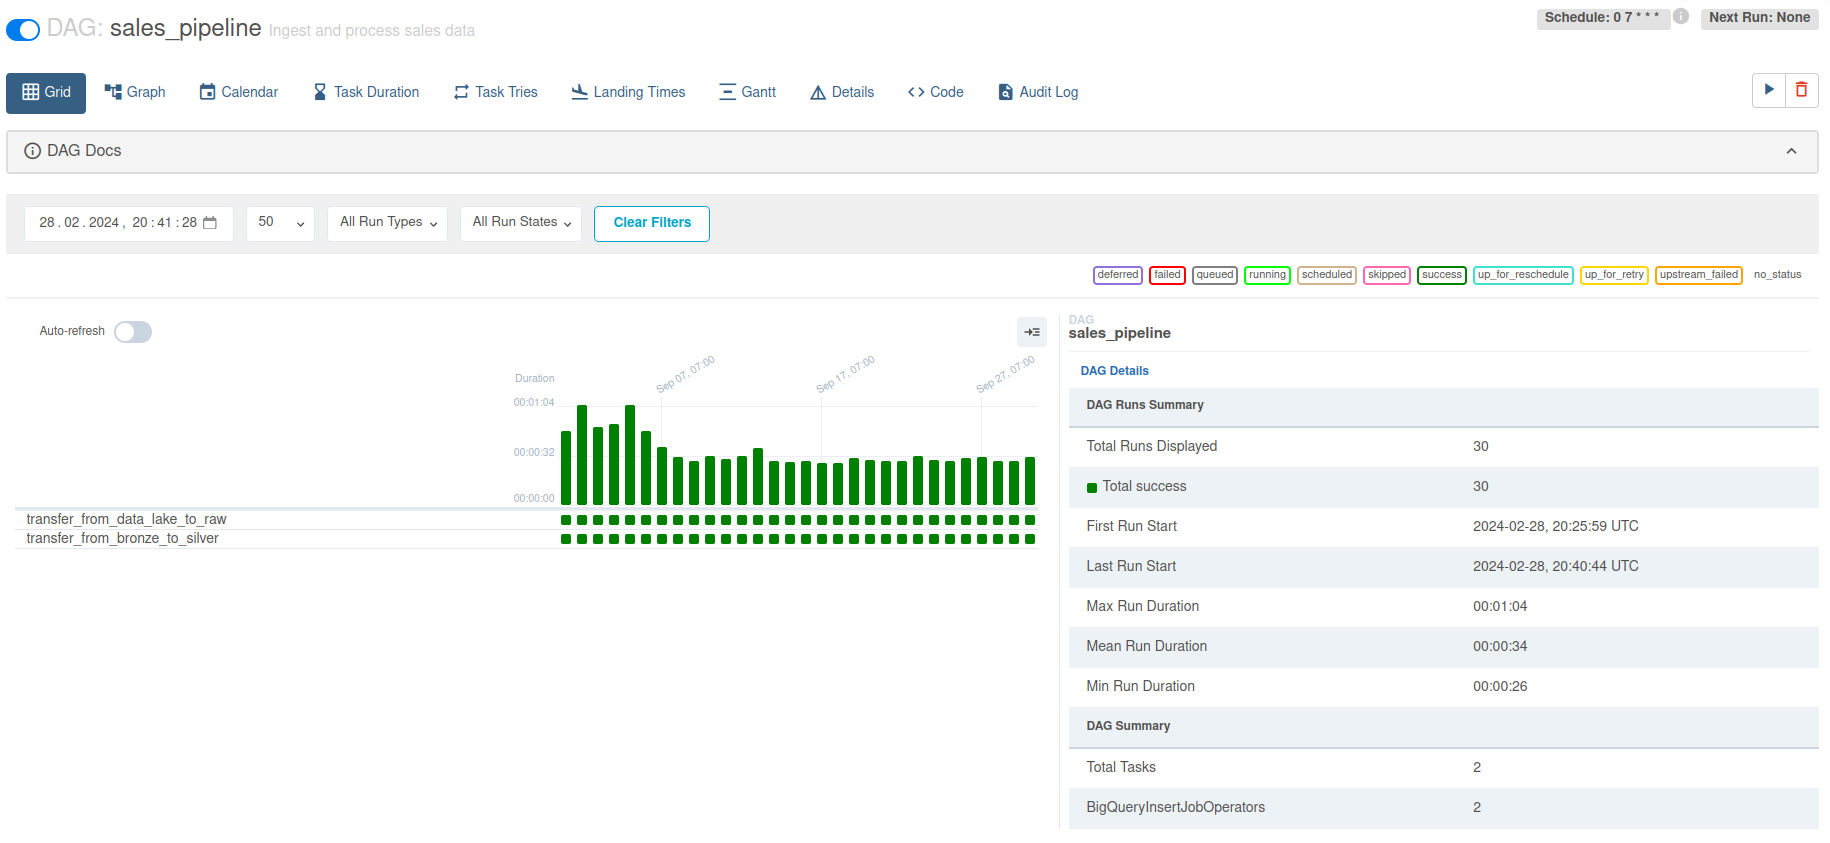 DAG: sales_pipeline Ingest and process sales data
Schedule: 0 7 * * *
Next Run: None
Grid
Graph
Calendar
Task Duration
Task Tries
Landing Times
Gantt
Details
Code
Audit Log
DAG Docs
28.02.2024, 20:41:28
50
All Run Types
All Run States
Clear Filters
deferred
failed
queued
running
scheduled
skipped
success
up_for_reschedule
up_for_retry
upstream_failed
no_status
Auto-refresh
Duration
Sep 07, 07:00
Sep 17, 07:00
Sep 27, 07:00
00:01:04
00:00:32
00:00:00
transfer_from_data_lake_to_raw
transfer_from_bronze_to_silver
DAG
sales_pipeline
DAG Details
DAG Runs Summary
Total Runs Displayed 30
Total success 30
First Run Start 2024-02-28, 20:25:59 UTC
Last Run Start 2024-02-28, 20:40:44 UTC
Max Run Duration 00:01:04
Mean Run Duration 00:00:34
Min Run Duration 00:00:26
DAG Summary
Total Tasks 2
BigQueryInsertJobOperators 2